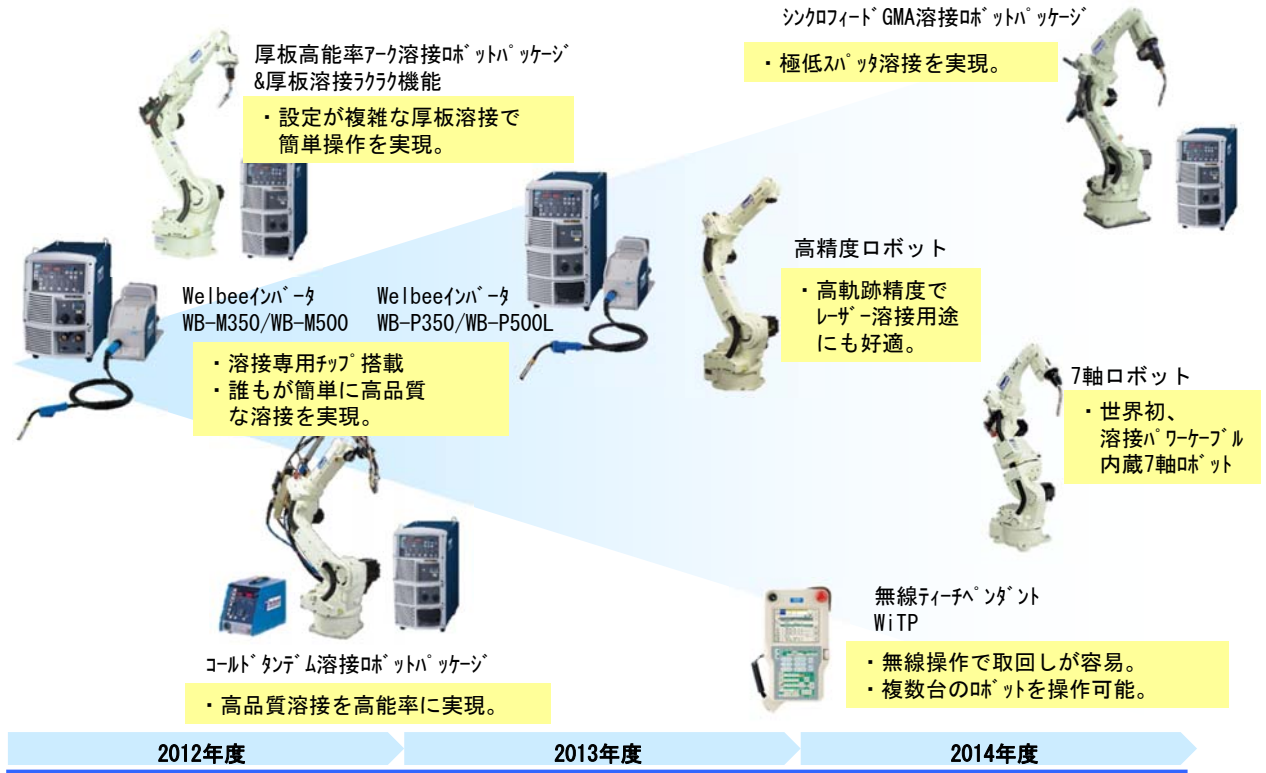 厚板高能率ｱｰｸ溶接ﾛﾎﾞｯﾄﾊﾟｯｹｰｼﾞ
&厚板溶接ﾗｸﾗｸ機能
・設定が複雑な厚板溶接で
簡単操作を実現。
ｼﾝｸﾛﾌｨｰﾄﾞGMA溶接ﾛﾎﾞｯﾄﾊﾟｯｹｰｼﾞ
・極低ｽﾊﾟｯﾀ溶接を実現。
Welbeeｲﾝﾊﾞｰﾀ
WB-M350/WB-M500
Welbeeｲﾝﾊﾞｰﾀ
WB-P350/WB-P500L
・溶接専用ﾁｯﾌﾟ搭載
・誰もが簡単に高品質
な溶接を実現。
高精度ロボット
・高軌跡精度で
ﾚｰｻﾞｰ溶接用途
にも好適。
7軸ロボット
・世界初、
溶接ﾊﾟﾜｰｹｰﾌﾞﾙ
内蔵7軸ﾛﾎﾞｯﾄ
ｺｰﾙﾄﾞﾀﾝﾃﾞﾑ溶接ﾛﾎﾞｯﾄﾊﾟｯｹｰｼﾞ
・高品質溶接を高能率に実現。
無線ﾃｨｰﾁﾍﾟﾝﾀﾞﾝﾄ
WiTP
・無線操作で取回しが容易。
・複数台のﾛﾎﾞｯﾄを操作可能。
2012年度
2013年度
2014年度